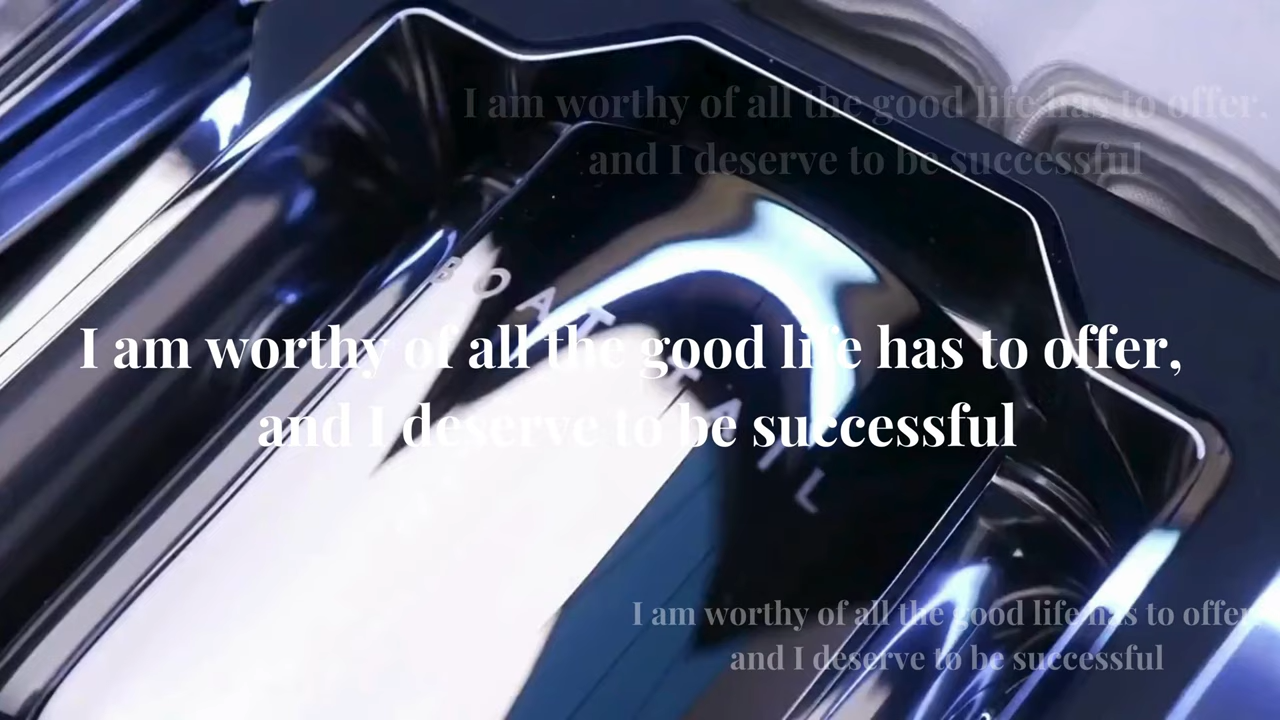 I am worthy of all the good life has to offer,
and I deserve to be successful
BOAT TAIL
I am worthy of all the good life has to offer,
and I deserve to be successful
I am worthy of all the good life has to offer,
and I deserve to be successful